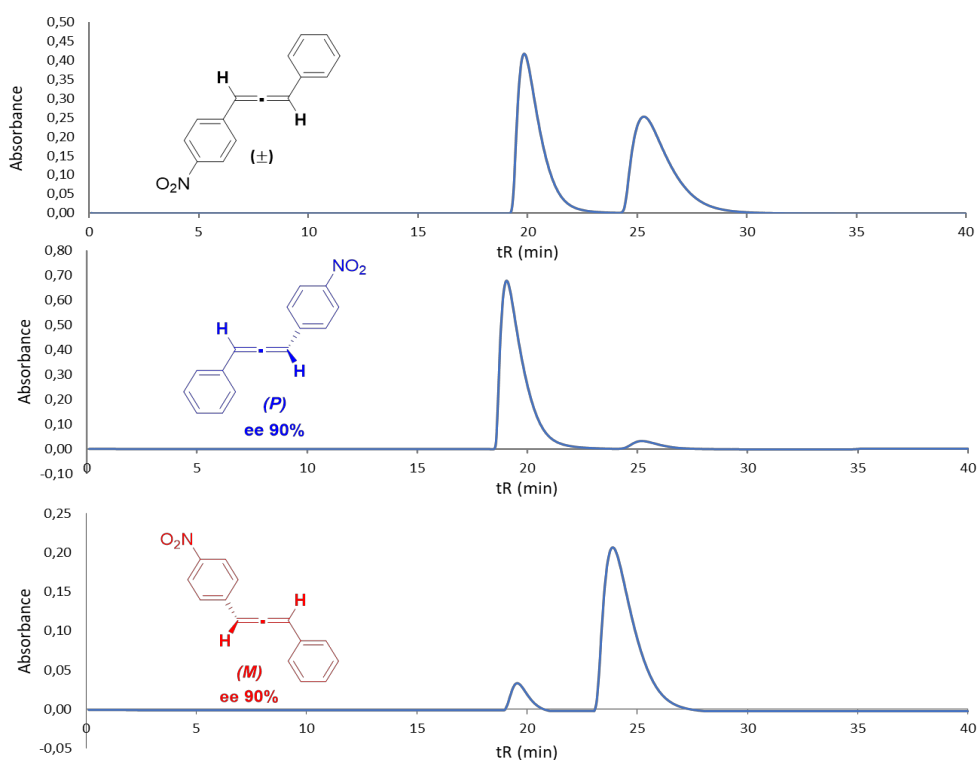 0,50
0,45
0,40
0,35
0,30
0,25
0,20
0,15
0,10
0,05
0,00
Absorbance
H
H
O₂N
(±)
0 5 10 15 20 25 30 35 40
tR (min)
0,80
0,70
0,60
0,50
0,40
0,30
0,20
0,10
0,00
-0,10
Absorbance
NO₂
H
H
(P)
ee 90%
0 5 10 15 20 25 30 35 40
tR (min)
0,25
0,20
0,15
0,10
0,05
0,00
-0,05
Absorbance
O₂N
H
H
(M)
ee 90%
0 5 10 15 20 25 30 35 40
tR (min)